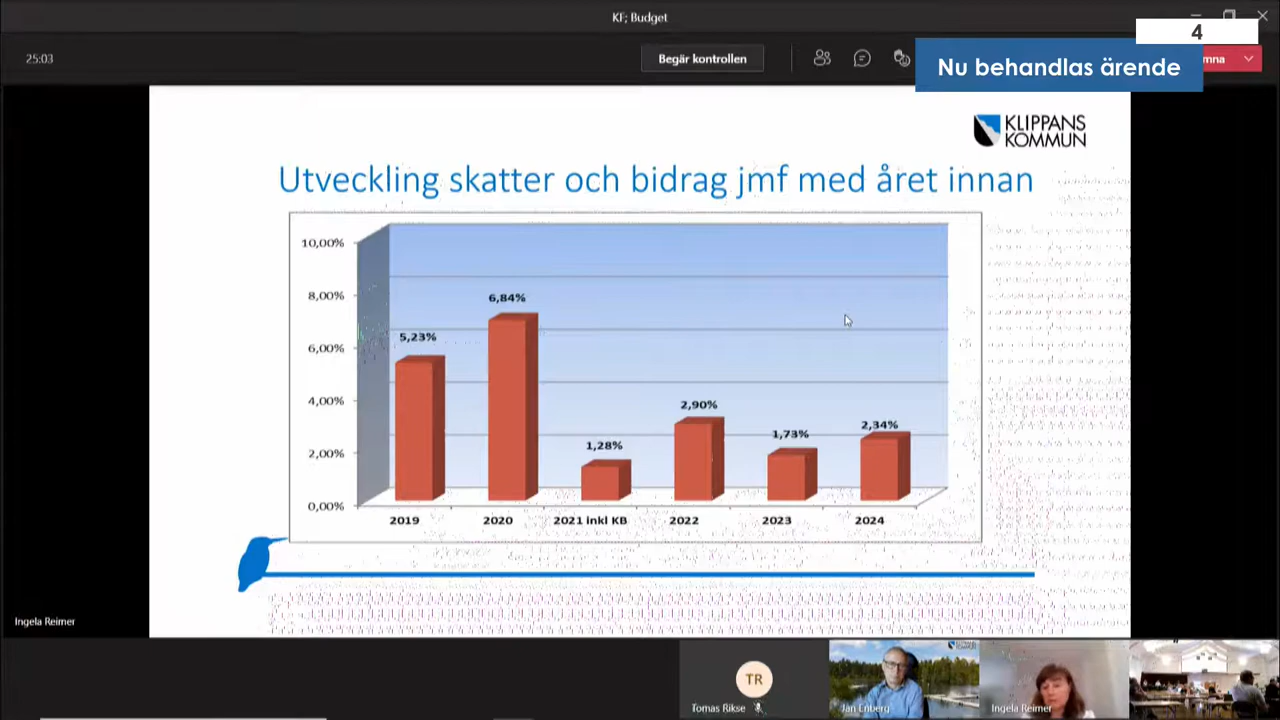 KF; Budget
4
25:03
Begär kontrollen
mna
Nu behandlas ärende
KLIPPANS
KOMMUN
Utveckling skatter och bidrag jmf med året innan
10,00%
8,00%
6,00%
4,00%
2,00%
0,00%
5,23%
6,84%
1,28%
2,90%
1,73%
2,34%
2019
2020
2021 inkl KB
2022
2023
2024
Ingela Reimer
TR
Tomas Rikse
Jan Enberg
Ingela Reimer